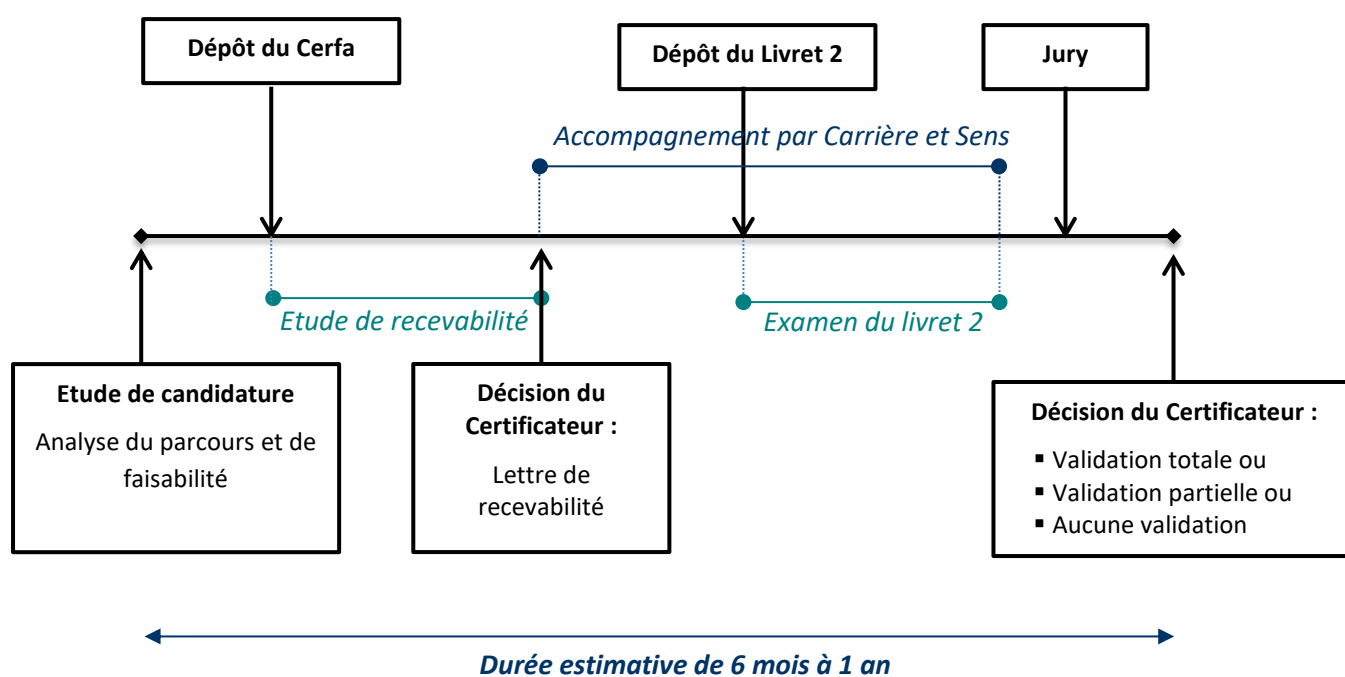 Dépôt du Cerfa
Dépôt du Livret 2
Jury
Accompagnement par Carrière et Sens
Etude de recevabilité
Examen du livret 2
Etude de candidature
Analyse du parcours et de
faisabilité
Décision du
Certificateur :
Lettre de
recevabilité
Décision du Certificateur :
▪ Validation totale ou
▪ Validation partielle ou
▪ Aucune validation
Durée estimative de 6 mois à 1 an